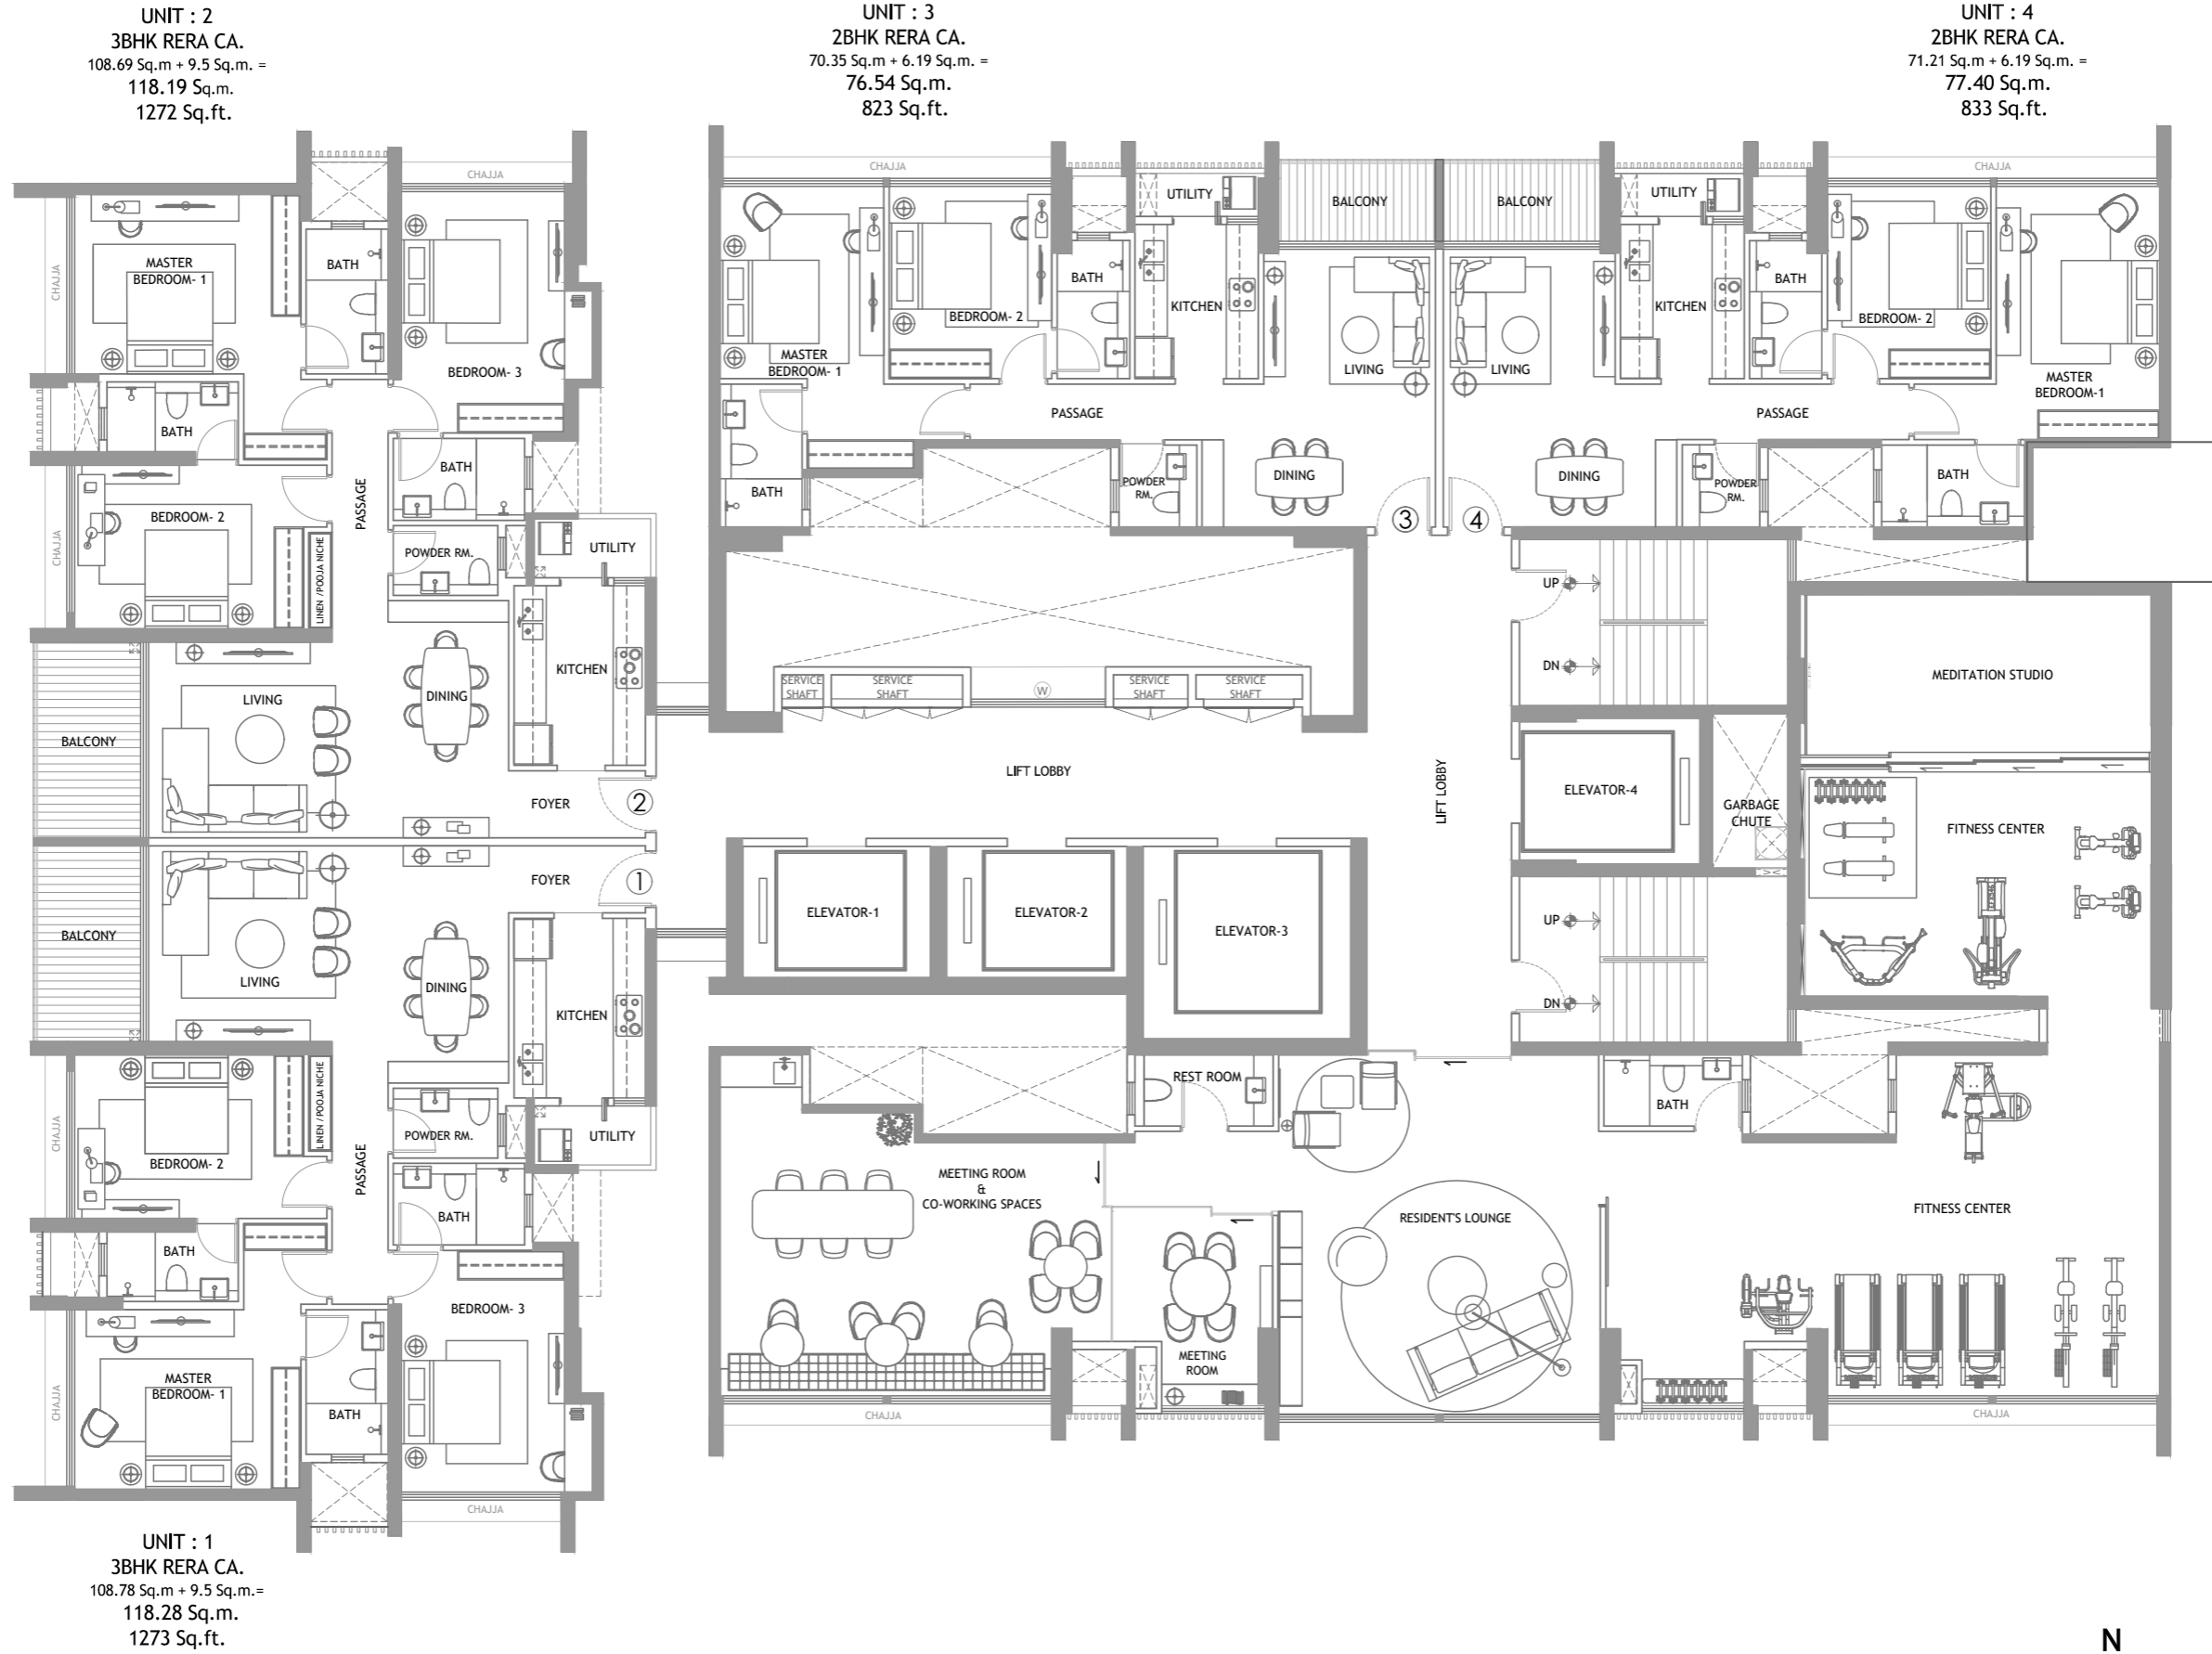 UNIT : 2
3BHK RERA CA.
108.69 Sq.m + 9.5 Sq.m. =
118.19 Sq.m.
1272 Sq.ft.
UNIT : 3
2BHK RERA CA.
70.35 Sq.m + 6.19 Sq.m. =
76.54 Sq.m.
823 Sq.ft.
UNIT : 4
2BHK RERA CA.
71.21 Sq.m + 6.19 Sq.m. =
77.40 Sq.m.
833 Sq.ft.
CHAJJA
CHAJJA
MASTER
BEDROOM- 1
BATH
BEDROOM- 3
BATH
CHAJJA
BEDROOM- 2
BATH
PASSAGE
POWDER RM.
UTILITY
LINEN /POOJA NICHE
LIVING
DINING
KITCHEN
BALCONY
FOYER
2
CHAJJA
MASTER
BEDROOM- 1
BEDROOM- 2
BATH
UTILITY
KITCHEN
BALCONY
LIVING
PASSAGE
BATH
POWDER
RM.
DINING
3
BALCONY
UTILITY
CHAJJA
LIVING
KITCHEN
BATH
BEDROOM- 2
MASTER
BEDROOM-1
PASSAGE
DINING
POWDER
RM.
BATH
4
SERVICE
SHAFT
SERVICE
SHAFT
W
SERVICE
SHAFT
SERVICE
SHAFT
LIFT LOBBY
LIFT LOBBY
UP
DN
ELEVATOR-4
GARBAGE
CHUTE
MEDITATION STUDIO
FITNESS CENTER
UP
DN
ELEVATOR-1
ELEVATOR-2
ELEVATOR-3
1
FOYER
BALCONY
LIVING
DINING
KITCHEN
CHAJJA
LINEN /POOJA NICHE
BEDROOM- 2
POWDER RM.
UTILITY
PASSAGE
BATH
BATH
BEDROOM- 3
CHAJJA
MASTER
BEDROOM- 1
BATH
CHAJJA
REST ROOM
MEETING ROOM
&
CO-WORKING SPACES
MEETING
ROOM
CHAJJA
RESIDENT'S LOUNGE
BATH
FITNESS CENTER
CHAJJA
UNIT : 1
3BHK RERA CA.
108.78 Sq.m + 9.5 Sq.m.=
118.28 Sq.m.
1273 Sq.ft.
N